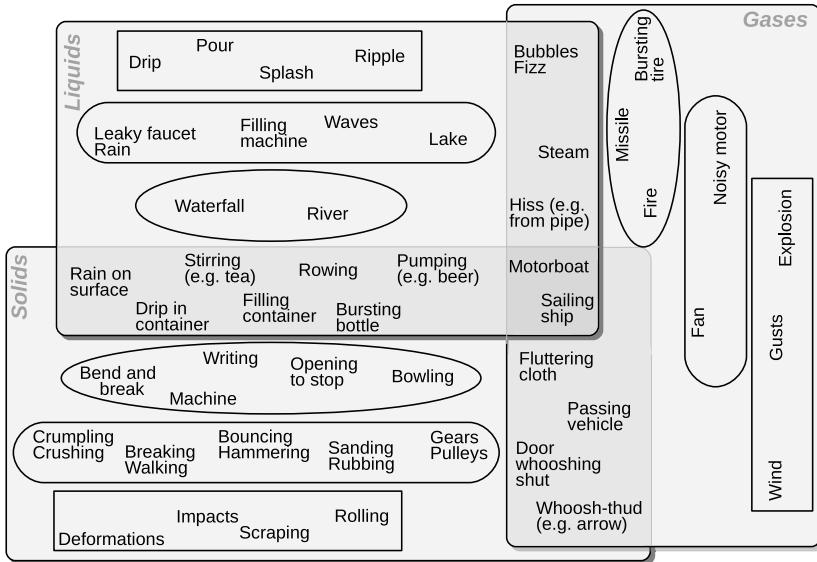 Gases
Liquids
Drip
Pour
Splash
Ripple
Bubbles
Fizz
Bursting
tire
Leaky faucet
Rain
Filling
machine
Waves
Lake
Steam
Missile
Noisy motor
Waterfall
River
Hiss (e.g.
from pipe)
Fire
Explosion
Solids
Rain on
surface
Stirring
(e.g. tea)
Rowing
Pumping
(e.g. beer)
Motorboat
Drip in
container
Filling
container
Bursting
bottle
Sailing
ship
Fan
Gusts
Bend and
break
Writing
Machine
Opening
to stop
Bowling
Fluttering
cloth
Passing
vehicle
Crumpling
Crushing
Breaking
Walking
Bouncing
Hammering
Sanding
Rubbing
Gears
Pulleys
Door
whooshing
shut
Wind
Deformations
Impacts
Scraping
Rolling
Whoosh-thud
(e.g. arrow)